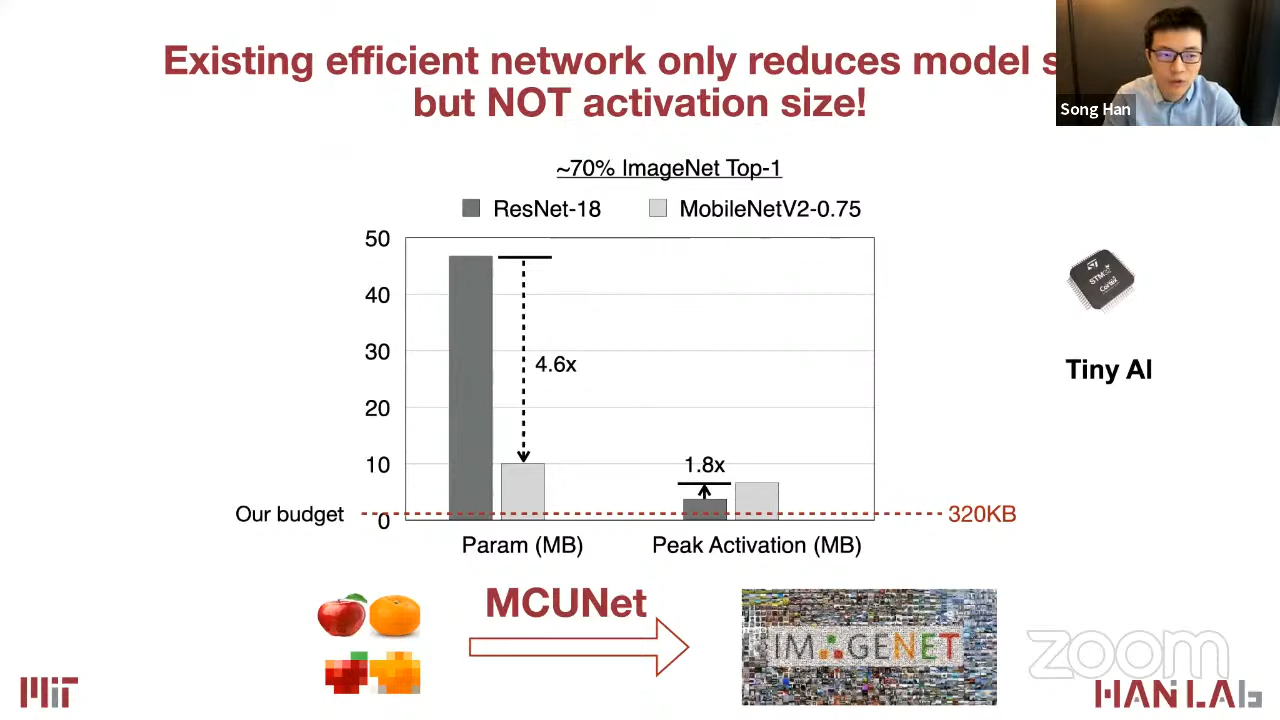 Existing efficient network only reduces model s
but NOT activation size!
Song Han
~70% ImageNet Top-1
ResNet-18 MobileNetV2-0.75
50
40
30
20
10
0
4.6x
1.8x
Our budget
320KB
Param (MB) Peak Activation (MB)
STM32
Cortex
Tiny AI
MCUNet
IMAGENET
zoom
MIT
HAN LAb